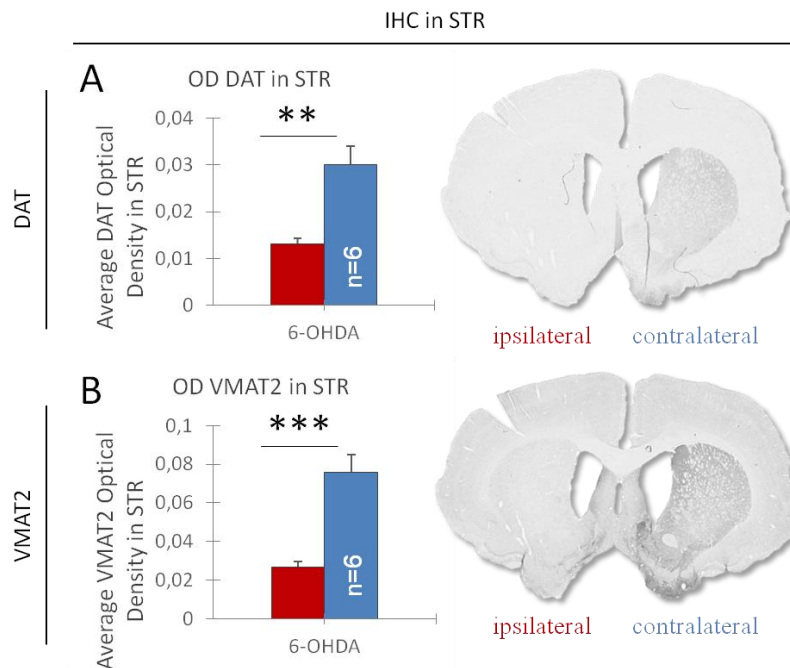 IHC in STR
DAT
A
OD DAT in STR
Average DAT Optical
Density in STR
0,04
0,03
0,02
0,01
0
**
n=6
6-OHDA
ipsilateral contralateral
VMAT2
B
OD VMAT2 in STR
Average VMAT2 Optical
Density in STR
0,1
0,08
0,06
0,04
0,02
0
***
n=6
6-OHDA
ipsilateral contralateral